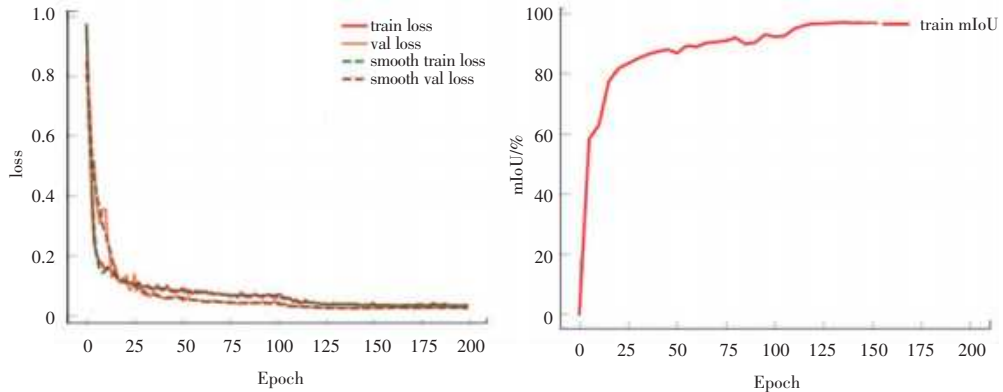 1.0
0.8
0.6
0.4
0.2
0
loss
train loss
val loss
smooth train loss
smooth val loss
0 25 50 75 100 125 150 175 200
Epoch
100
80
60
40
20
0
mIoU/%
train mIoU
0 25 50 75 100 125 150 175 200
Epoch